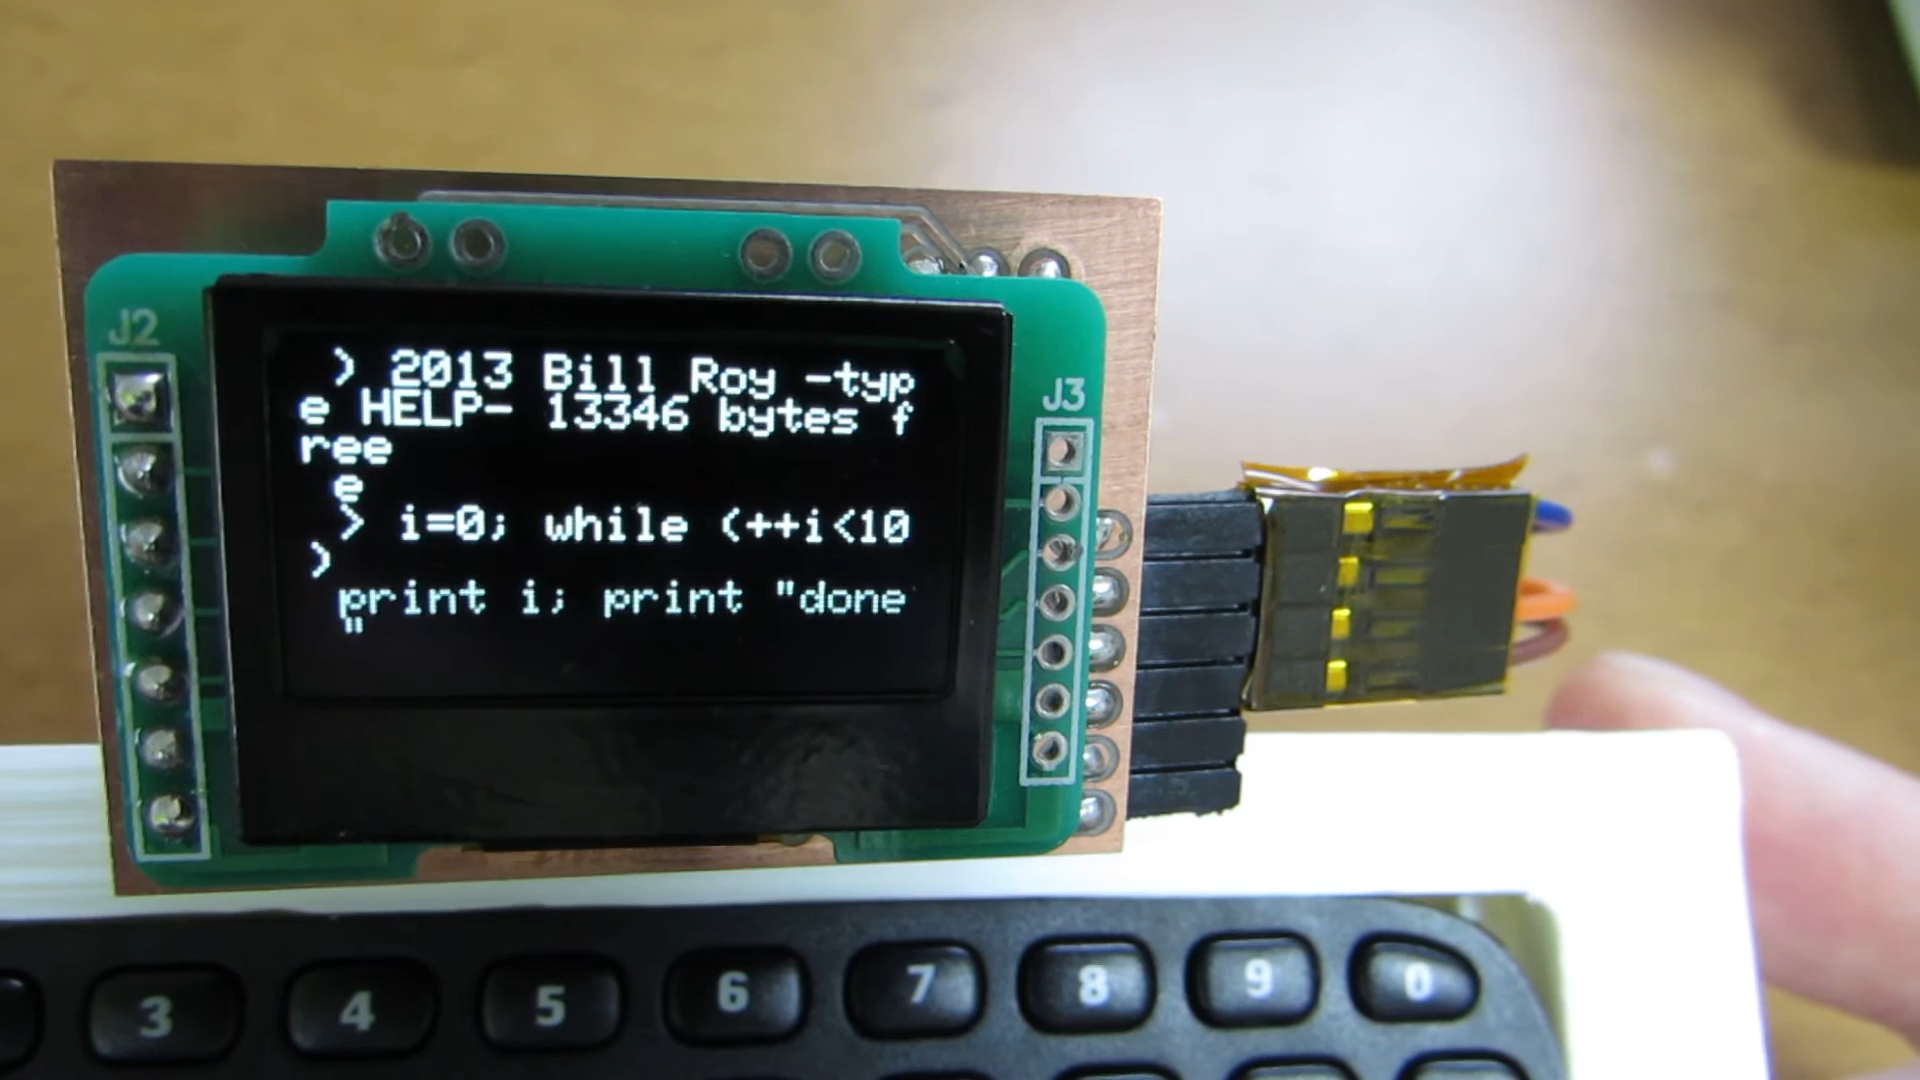 J2
) 2013 Bill Roy -typ
e HELP- 13346 bytes f
ree
e
> i=0; while (++i<10
)
print i; print "done
"
J3
3 4 5 6 7 8 9 0